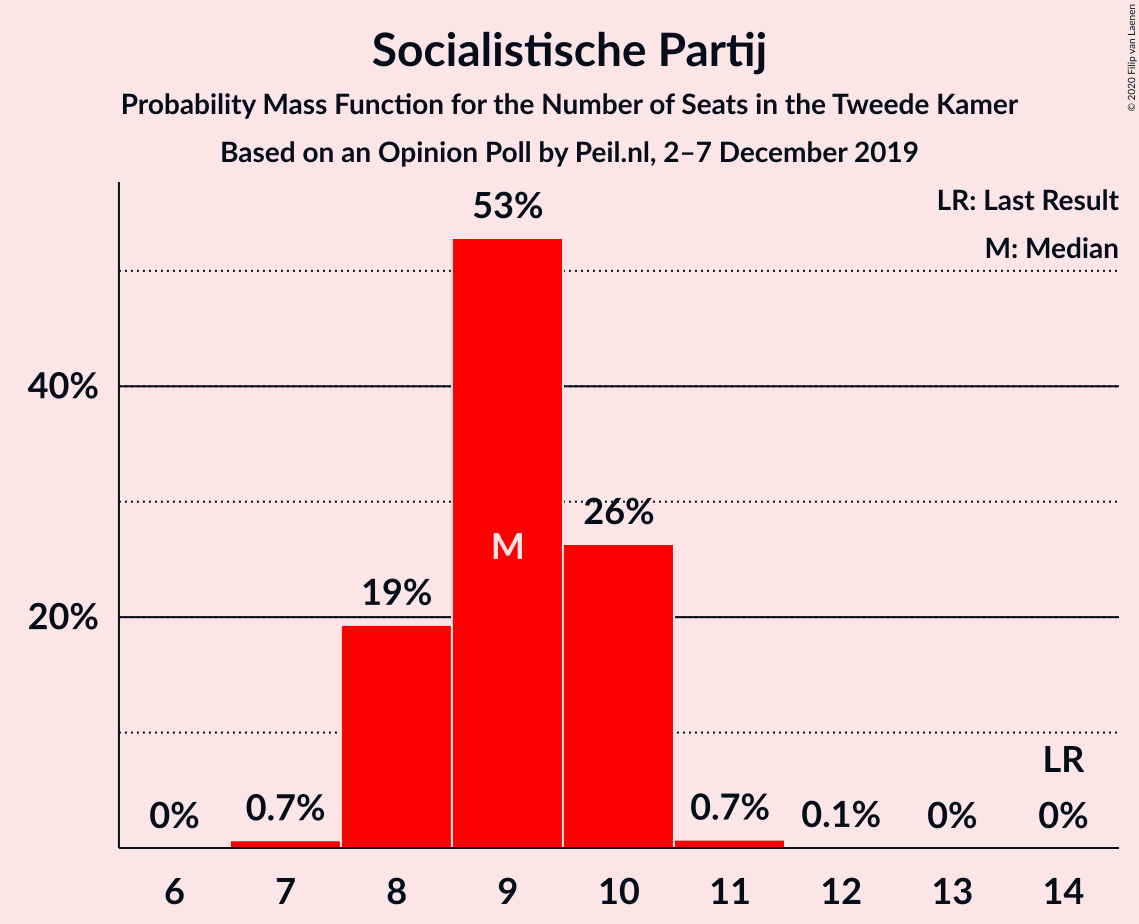 Socialistische Partij
Probability Mass Function for the Number of Seats in the Tweede Kamer
Based on an Opinion Poll by Peil.nl, 2–7 December 2019
© 2020 Filip van Laenen
LR: Last Result
M: Median
53%
40%
26%
M
19%
20%
LR
0%
0.7%
0.7%
0.1%
0%
0%
6
7
8
9
10
11
12
13
14